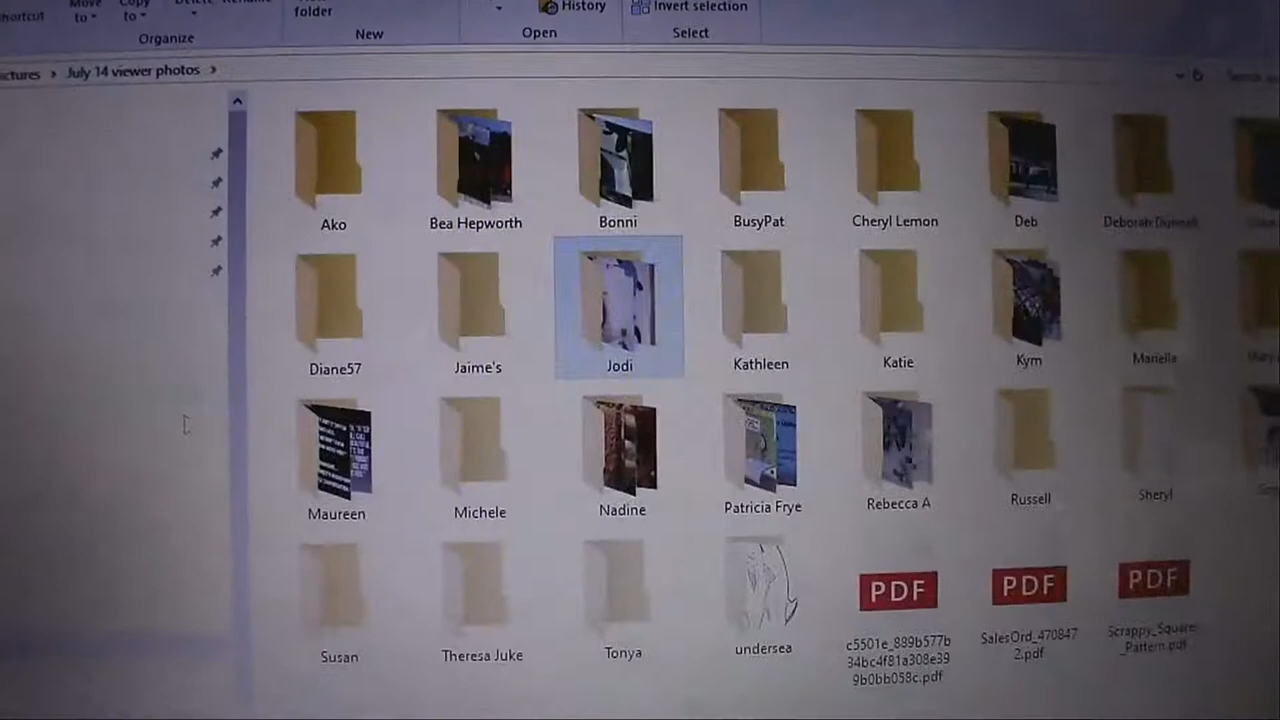 Move
to
Copy
to
folder
History
Invert selection
Organize
New
Open
Select
July 14 viewer photos
Ako
Bea Hepworth
Bonni
BusyPat
Cheryl Lemon
Deb
Deborah
Diane57
Jaime's
Jodi
Kathleen
Katie
Kym
Mariella
Maureen
Michele
Nadine
Patricia Frye
Rebecca A
Russell
Sheryl
Susan
Theresa Juke
Tonya
undersea
PDF
PDF
PDF
c5501e_889b577b
34bc4f81a308e39
9b0bb058c.pdf
SalesOrd_470847
2.pdf
Scrappy_Square
_Pattern.pdf